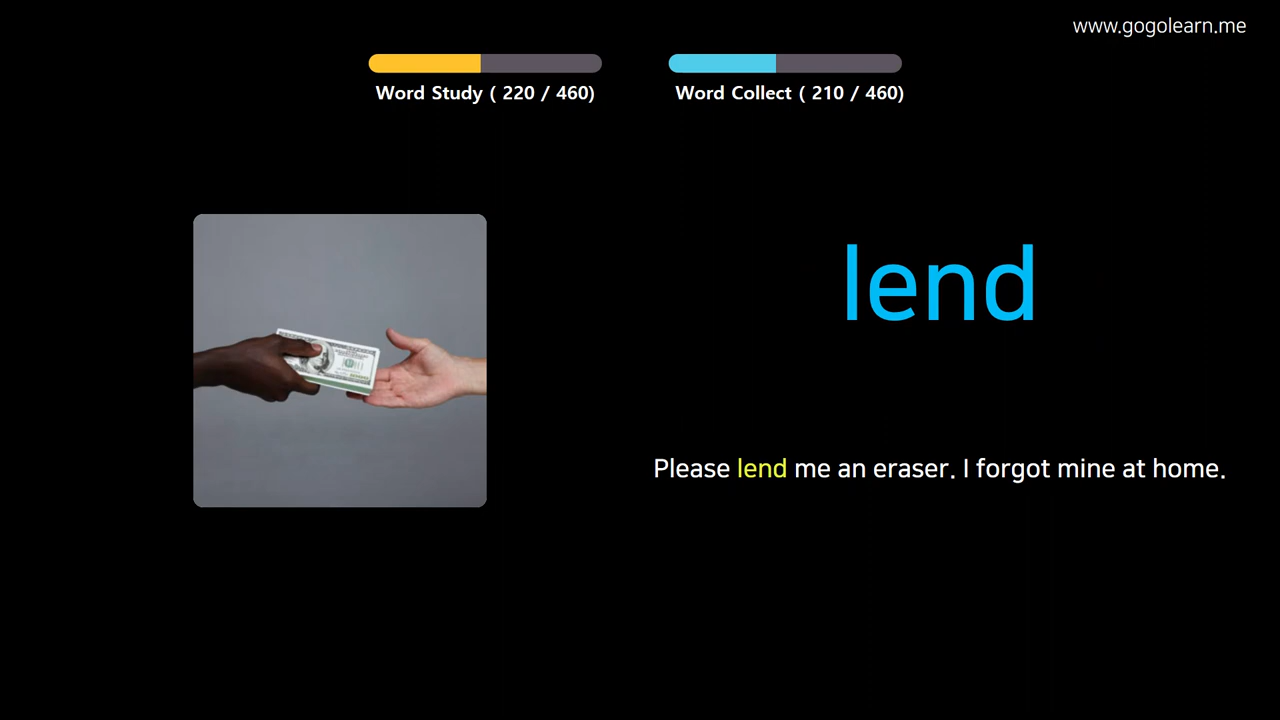 www.gogolearn.me
Word Study ( 220 / 460)
Word Collect ( 210 / 460)
lend
Please lend me an eraser. I forgot mine at home.